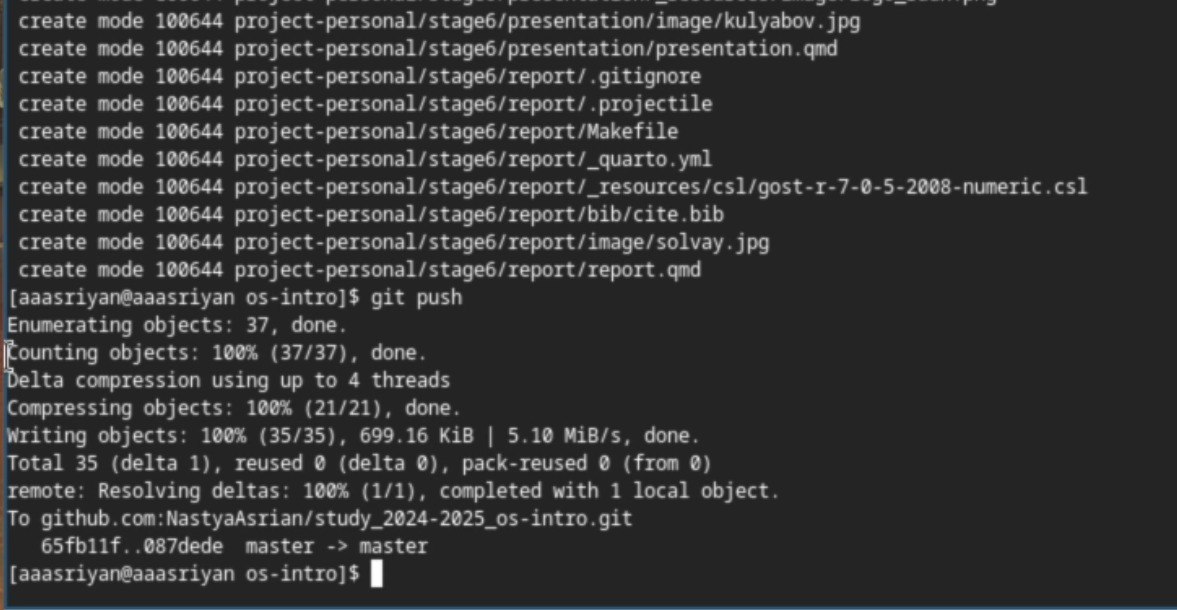 create mode 100644 project-personal/stage6/presentation/image/kulyabov.jpg
create mode 100644 project-personal/stage6/presentation/presentation.qmd
create mode 100644 project-personal/stage6/report/.gitignore
create mode 100644 project-personal/stage6/report/.projectile
create mode 100644 project-personal/stage6/report/Makefile
create mode 100644 project-personal/stage6/report/_quarto.yml
create mode 100644 project-personal/stage6/report/_resources/csl/gost-r-7-0-5-2008-numeric.csl
create mode 100644 project-personal/stage6/report/bib/cite.bib
create mode 100644 project-personal/stage6/report/image/solvay.jpg
create mode 100644 project-personal/stage6/report/report.qmd
[aaasriyan@aaasriyan os-intro]$ git push
Enumerating objects: 37, done.
Counting objects: 100% (37/37), done.
Delta compression using up to 4 threads
Compressing objects: 100% (21/21), done.
Writing objects: 100% (35/35), 699.16 KiB | 5.10 MiB/s, done.
Total 35 (delta 1), reused 0 (delta 0), pack-reused 0 (from 0)
remote: Resolving deltas: 100% (1/1), completed with 1 local object.
To github.com:NastyaAsrian/study_2024-2025_os-intro.git
65fb11f..087dede  master -> master
[aaasriyan@aaasriyan os-intro]$